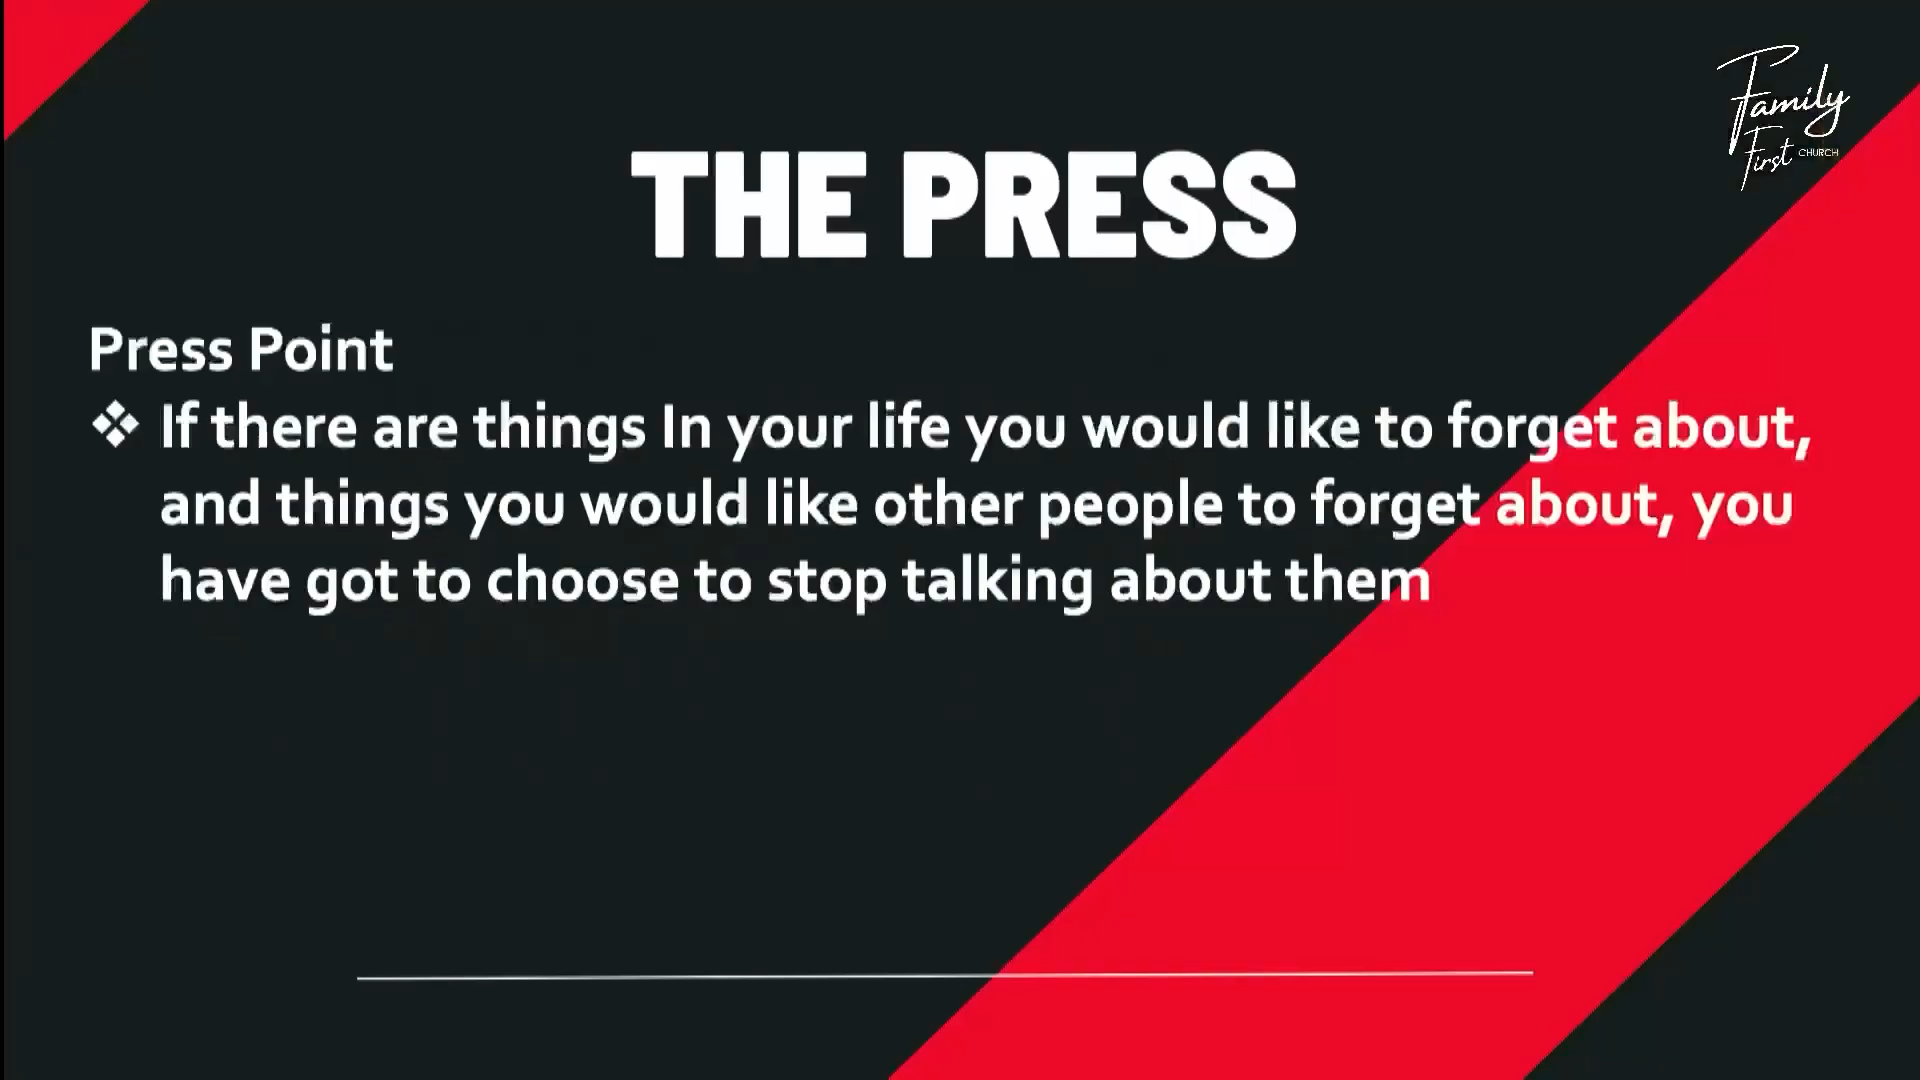 Family
First CHURCH
THE PRESS
Press Point
❖ If there are things In your life you would like to forget about,
and things you would like other people to forget about, you
have got to choose to stop talking about them